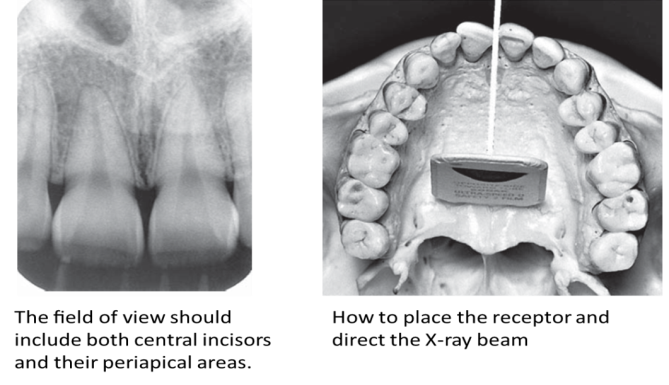 The field of view should
include both central incisors
and their periapical areas.
How to place the receptor and
direct the X-ray beam